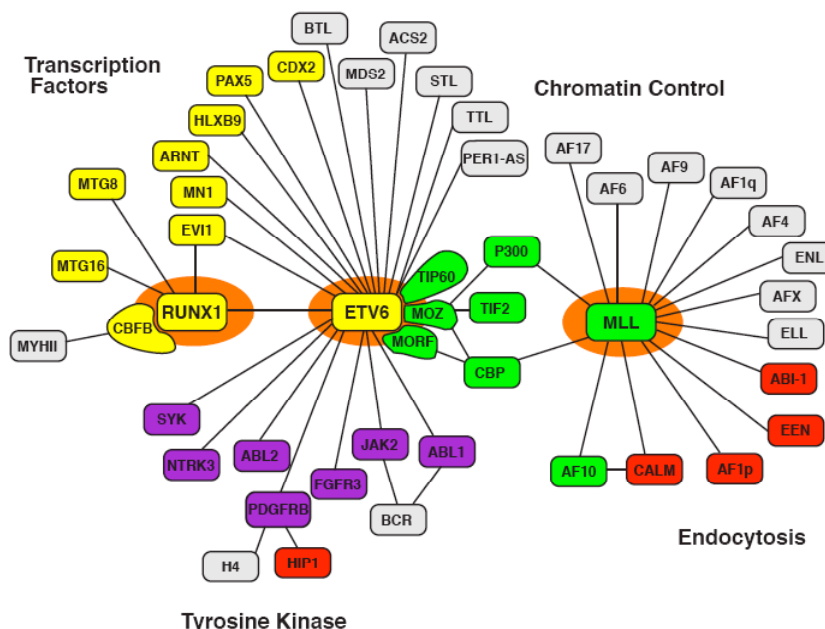 BTL
ACS2
Transcription
Factors
CDX2
MDS2
STL
Chromatin Control
PAX5
HLXB9
TTL
ARNT
PER1-AS
AF17
AF9
AF6
AF1q
MTG8
MN1
AF4
EVI1
P300
ENL
MTG16
TIP60
AFX
RUNX1
ETV6
MOZ
TIF2
MLL
CBFB
MORF
ELL
MYHII
CBP
ABI-1
SYK
EEN
JAK2
ABL1
NTRK3
ABL2
AF10
CALM
AF1p
FGFR3
PDGFRB
BCR
Endocytosis
H4
HIP1
Tyrosine Kinase